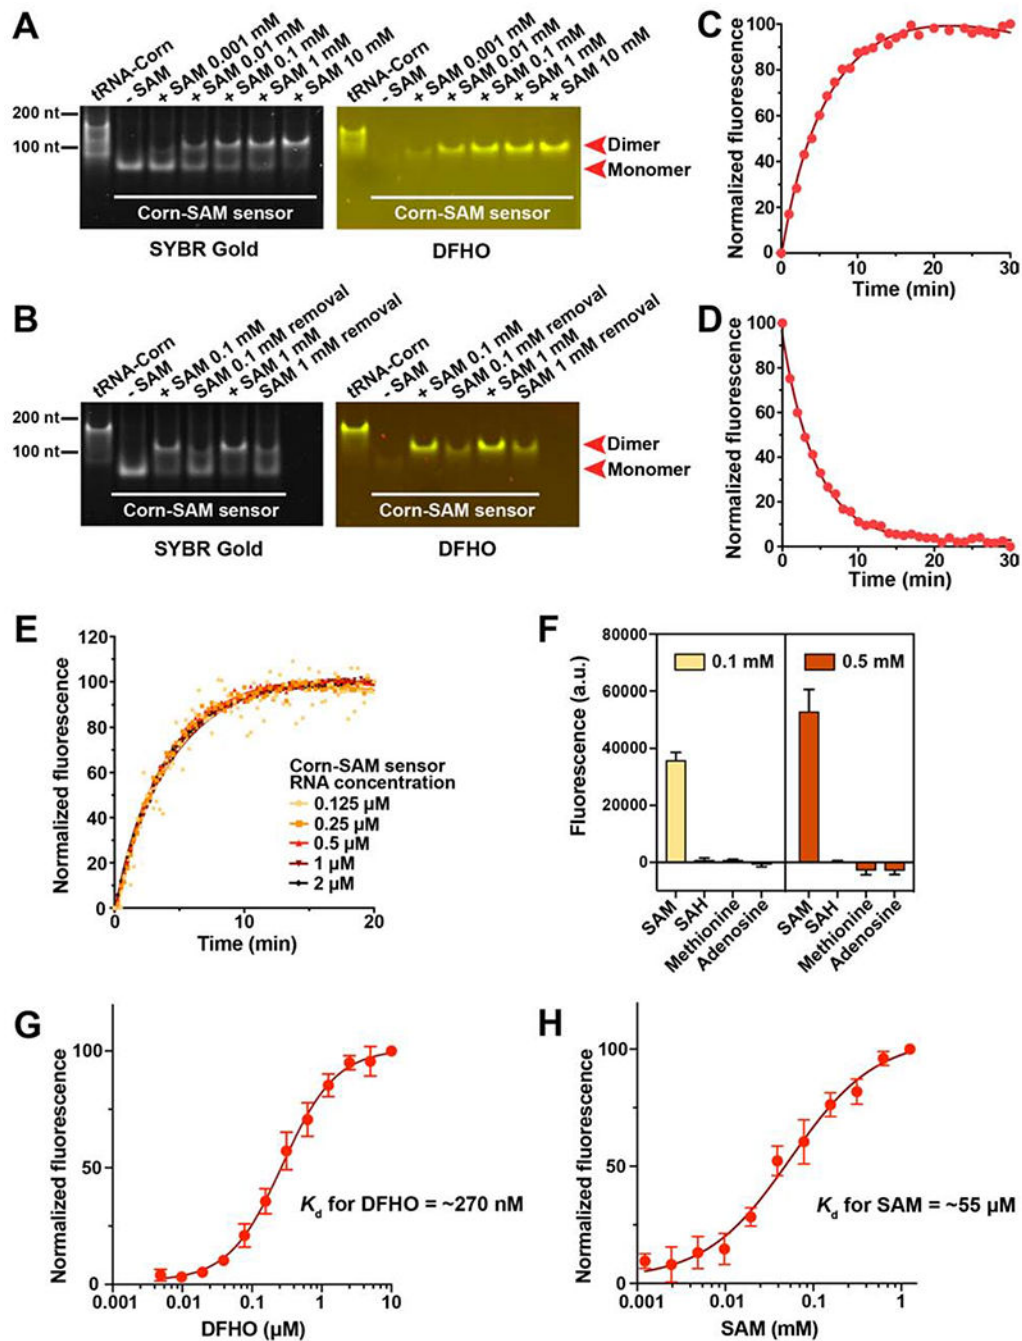 A
tRNA-Corn
- SAM
+ SAM 0.001 mM
+ SAM 0.01 mM
+ SAM 0.1 mM
+ SAM 1 mM
+ SAM 10 mM
tRNA-Corn
- SAM
+ SAM 0.001 mM
+ SAM 0.01 mM
+ SAM 0.1 mM
+ SAM 1 mM
+ SAM 10 mM
200 nt
100 nt
Dimer
Monomer
Corn-SAM sensor
Corn-SAM sensor
SYBR Gold
DFHO
B
tRNA-Corn
- SAM
+ SAM 0.1 mM
SAM 0.1 mM removal
+ SAM 1 mM
SAM 1 mM removal
tRNA-Corn
- SAM
+ SAM 0.1 mM
SAM 0.1 mM removal
+ SAM 1 mM
SAM 1 mM removal
200 nt
100 nt
Dimer
Monomer
Corn-SAM sensor
Corn-SAM sensor
SYBR Gold
DFHO
C
Normalized fluorescence
100
80
60
40
20
0
0
10
20
30
Time (min)
D
Normalized fluorescence
100
80
60
40
20
0
0
10
20
30
Time (min)
E
Normalized fluorescence
120
100
80
60
40
20
0
0
10
20
Time (min)
Corn-SAM sensor
RNA concentration
0.125 µM
0.25 µM
0.5 µM
1 µM
2 µM
F
Fluorescence (a.u.)
80000
60000
40000
20000
0
0.1 mM
0.5 mM
SAM
SAH
Methionine
Adenosine
SAM
SAH
Methionine
Adenosine
G
Normalized fluorescence
100
50
0
Kd for DFHO = ~270 nM
0.001
0.01
0.1
1
10
DFHO (µM)
H
Normalized fluorescence
100
50
0
Kd for SAM = ~55 µM
0.001
0.01
0.1
1
SAM (mM)